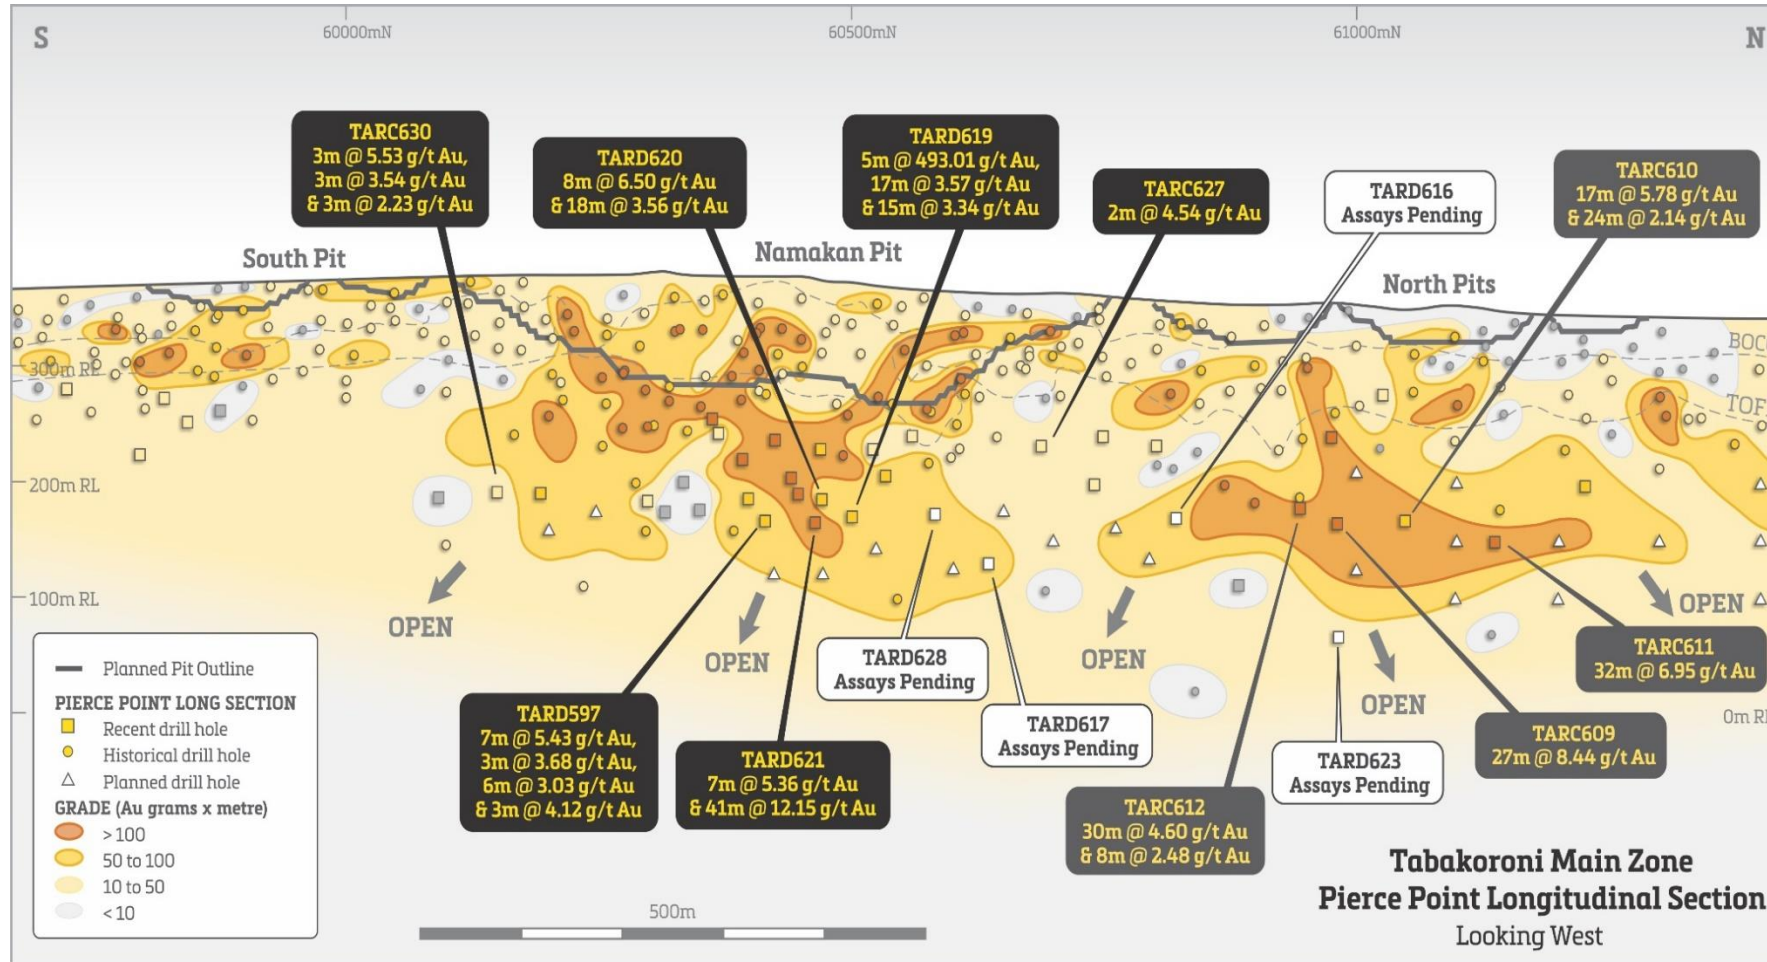 S
60000mN
60500mN
61000mN
N
TARC630
3m @ 5.53 g/t Au,
3m @ 3.54 g/t Au
& 3m @ 2.23 g/t Au
TARD620
8m @ 6.50 g/t Au
& 18m @ 3.56 g/t Au
TARD619
5m @ 493.01 g/t Au,
17m @ 3.57 g/t Au
& 15m @ 3.34 g/t Au
TARC627
2m @ 4.54 g/t Au
TARD616
Assays Pending
TARC610
17m @ 5.78 g/t Au
& 24m @ 2.14 g/t Au
South Pit
Namakan Pit
North Pits
BOC
300m RL
TOF
200m RL
100m RL
OPEN
OPEN
OPEN
OPEN
OPEN
0m RL
TARD628
Assays Pending
TARD617
Assays Pending
TARC611
32m @ 6.95 g/t Au
TARD597
7m @ 5.43 g/t Au,
3m @ 3.68 g/t Au,
6m @ 3.03 g/t Au
& 3m @ 4.12 g/t Au
TARD621
7m @ 5.36 g/t Au
& 41m @ 12.15 g/t Au
TARC609
27m @ 8.44 g/t Au
TARD623
Assays Pending
TARC612
30m @ 4.60 g/t Au
& 8m @ 2.48 g/t Au
Planned Pit Outline
PIERCE POINT LONG SECTION
Recent drill hole
Historical drill hole
Planned drill hole
GRADE (Au grams x metre)
> 100
50 to 100
10 to 50
< 10
500m
Tabakoroni Main Zone
Pierce Point Longitudinal Section
Looking West